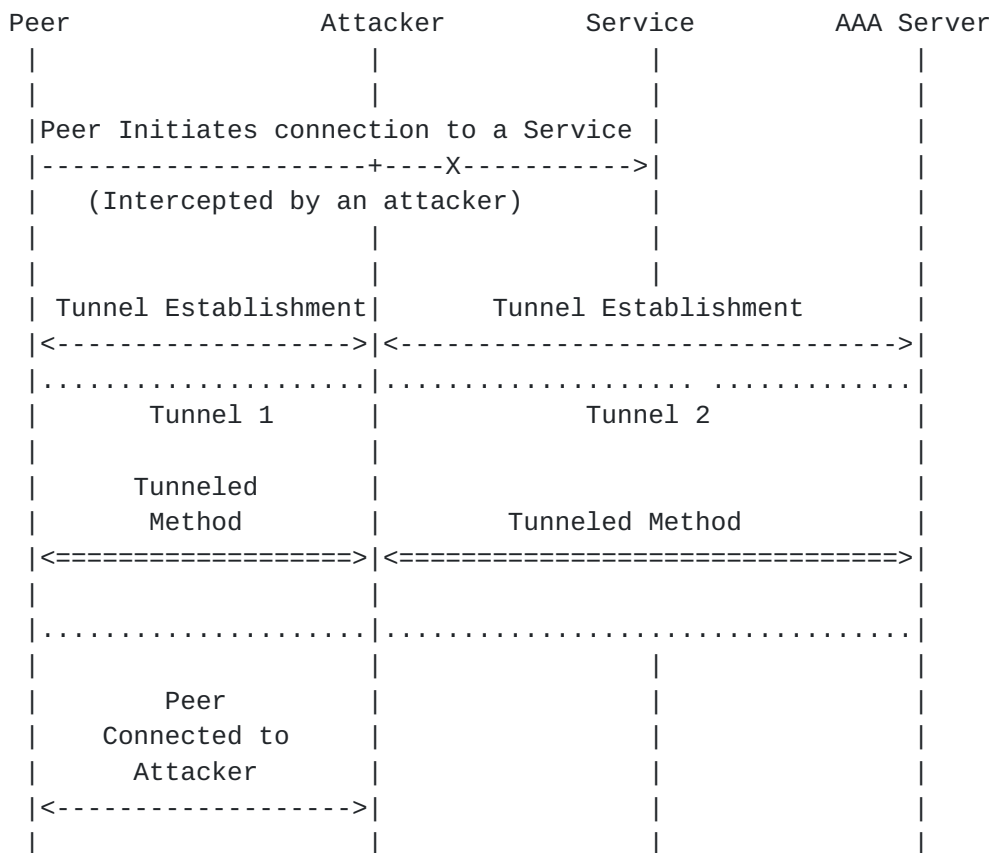 Peer Attacker Service AAA Server
Peer Initiates connection to a Service
(Intercepted by an attacker)
Tunnel Establishment Tunnel Establishment
Tunnel 1 Tunnel 2
Tunneled
Method Tunneled Method
Peer
Connected to
Attacker